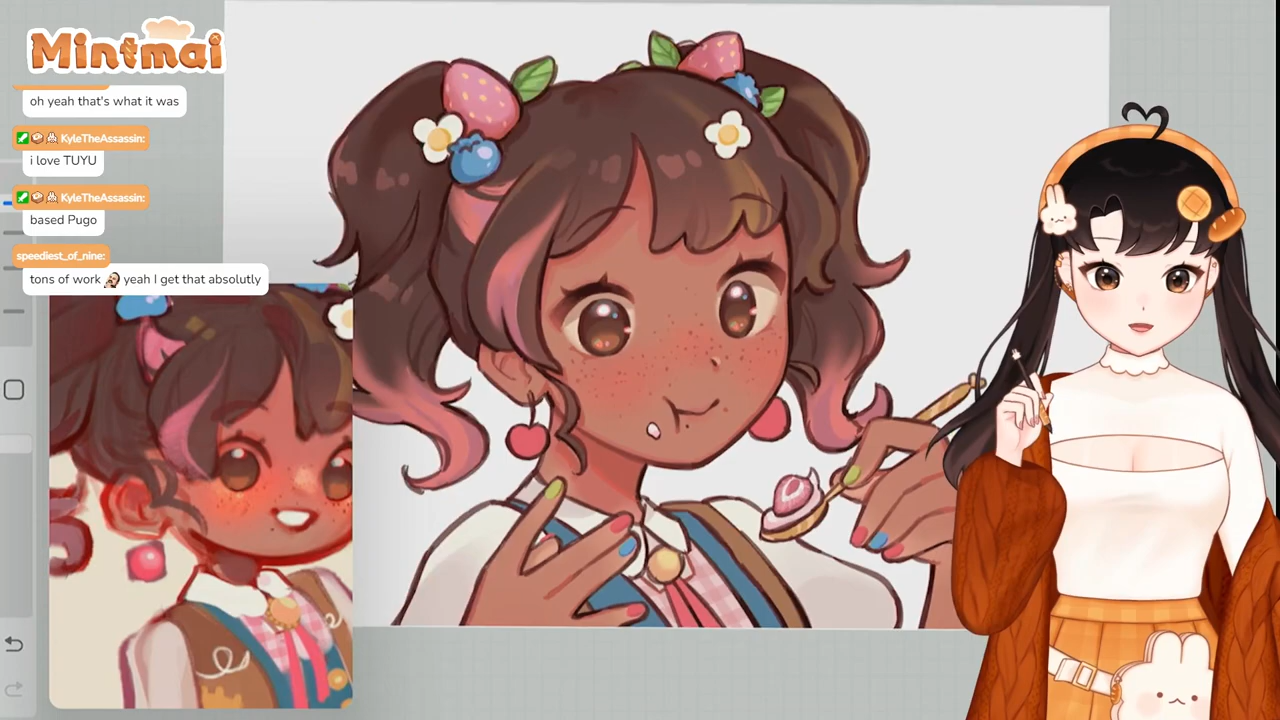 Mintmai
oh yeah that's what it was
KyleTheAssassin:
i love TUYU
KyleTheAssassin:
based Pugo
speediest_of_nine:
tons of work yeah I get that absolutly